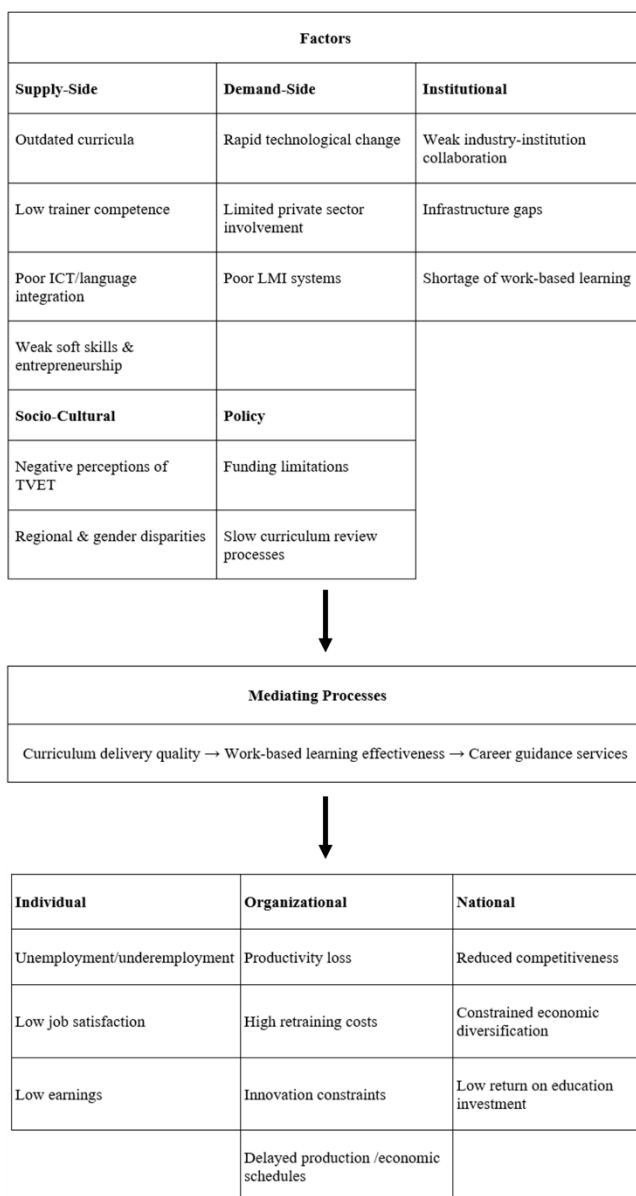 Factors
Supply-Side Demand-Side Institutional
Outdated curricula Rapid technological change Weak industry-institution
collaboration
Low trainer competence Limited private sector Infrastructure gaps
involvement
Poor ICT/language Poor LMI systems Shortage of work-based learning
integration
Weak soft skills &
entrepreneurship
Socio-Cultural Policy
Negative perceptions of Funding limitations
TVET
Regional & gender disparities Slow curriculum review
processes
Mediating Processes
Curriculum delivery quality → Work-based learning effectiveness → Career guidance services
Individual Organizational National
Unemployment/underemployment Productivity loss Reduced competitiveness
Low job satisfaction High retraining costs Constrained economic
diversification
Low earnings Innovation constraints Low return on education
investment
Delayed production /economic
schedules